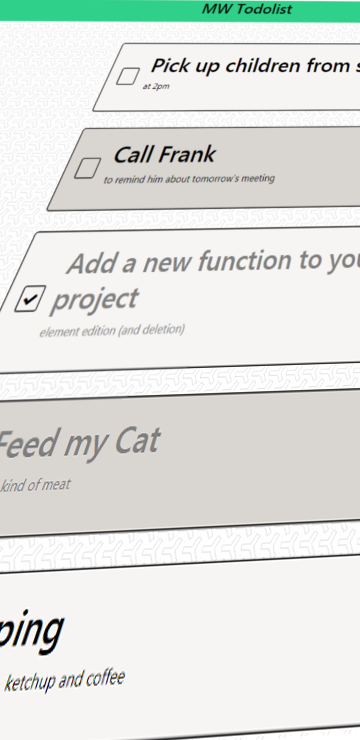 MW Todolist
Pick up children from
at 2pm
Call Frank
to remind him about tomorrow's meeting
Add a new function to you
project
element edition (and deletion)
Feed my Cat
kind of meat
ping
ketchup and coffee